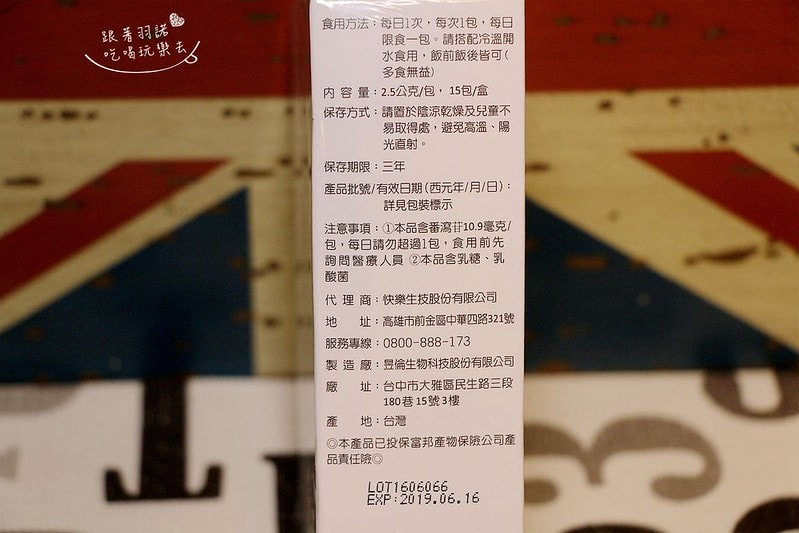 跟著羽諾
吃喝玩樂去
食用方法：每日1次，每次1包，每日
限食一包。請搭配冷溫開
水食用，飯前飯後皆可(
多食無益)
內 容 量：2.5公克/包， 15包/盒
保存方式：請置於陰涼乾燥及兒童不
易取得處，避免高溫、陽
光直射。
保存期限：三年
產品批號/有效日期(西元年/月/日)：
詳見包裝標示
注意事項：①本品含番瀉苷10.9毫克/
包，每日請勿超過1包，食用前先
詢問醫療人員 ②本品含乳糖、乳
酸菌
代 理 商：快樂生技股份有限公司
地 址：高雄市前金區中華四路321號
服務專線：0800-888-173
製 造 廠：昱倫生物科技股份有限公司
廠 址：台中市大雅區民生路三段
180巷15號3樓
產 地：台灣
◎本產品已投保富邦產物保險公司產
品責任險◎
LOT1606066
EXP:2019.06.16